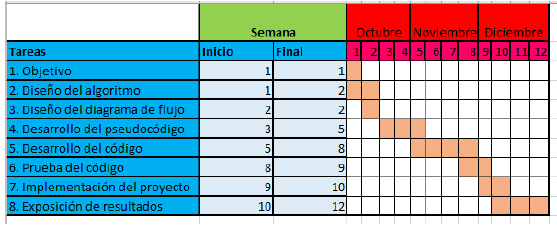 Semana Octubre Noviembre Diciembre
Tareas Inicio Final 1 2 3 4 5 6 7 8 9 10 11 12
1. Objetivo 1 1
2. Diseño del algoritmo 1 2
3. Diseño del diagrama de flujo 2 2
4. Desarrollo del pseudocódigo 3 5
5. Desarrollo del código 5 8
6. Prueba del código 8 9
7. Implementación del proyecto 9 10
8. Exposición de resultados 10 12